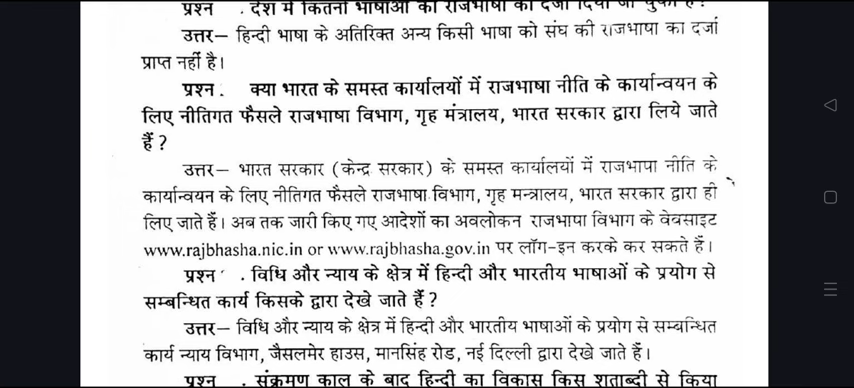 प्रश्न . देश में कितनी भाषाओं को राजभाषा का दर्जा दिया जा चुका है?
उत्तर– हिन्दी भाषा के अतिरिक्त अन्य किसी भाषा को संघ की राजभाषा का दर्जा
प्राप्त नहीं है।
प्रश्न . क्या भारत के समस्त कार्यालयों में राजभाषा नीति के कार्यान्वयन के
लिए नीतिगत फैसले राजभाषा विभाग, गृह मंत्रालय, भारत सरकार द्वारा लिये जाते
हैं ?
उत्तर– भारत सरकार (केन्द्र सरकार) के समस्त कार्यालयों में राजभाषा नीति के
कार्यान्वयन के लिए नीतिगत फैसले राजभाषा विभाग, गृह मन्त्रालय, भारत सरकार द्वारा ही
लिए जाते हैं। अब तक जारी किए गए आदेशों का अवलोकन राजभाषा विभाग के वेबसाइट
www.rajbhasha.nic.in or www.rajbhasha.gov.in पर लॉग-इन करके कर सकते हैं।
प्रश्न . विधि और न्याय के क्षेत्र में हिन्दी और भारतीय भाषाओं के प्रयोग से
सम्बन्धित कार्य किसके द्वारा देखे जाते हैं ?
उत्तर– विधि और न्याय के क्षेत्र में हिन्दी और भारतीय भाषाओं के प्रयोग से सम्बन्धित
कार्य न्याय विभाग, जैसलमेर हाउस, मानसिंह रोड, नई दिल्ली द्वारा देखे जाते हैं।
प्रश्न . संक्रमण काल के बाद हिन्दी का विकास किस शताब्दी से किया